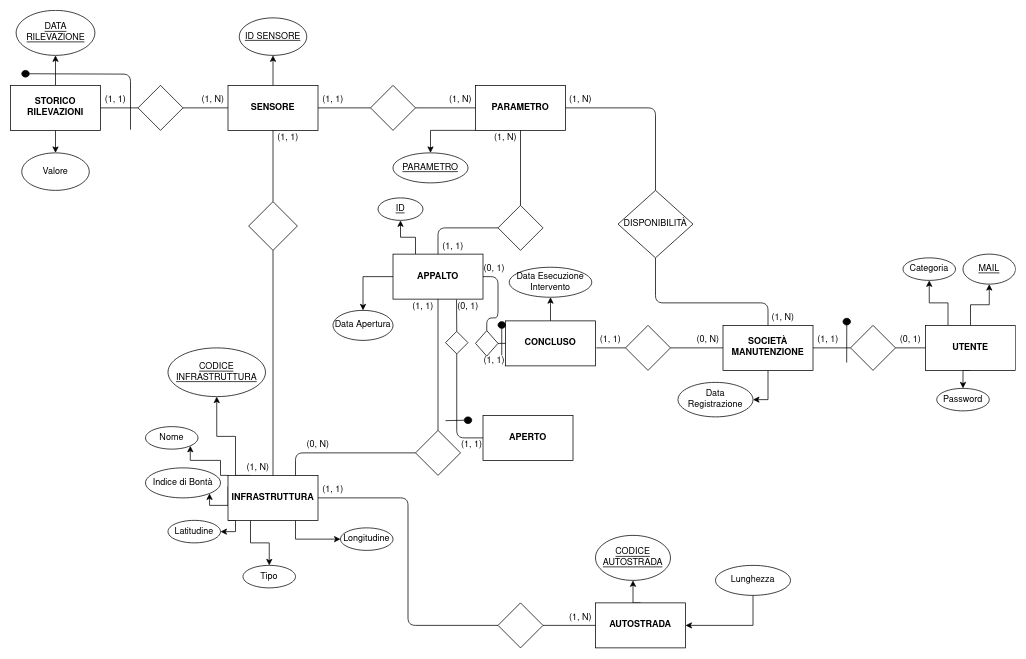 DATA
RILEVAZIONE
ID SENSORE
STORICO
RILEVAZIONI
(1, 1)
(1, N)
SENSORE
(1, 1)
(1, N)
PARAMETRO
(1, N)
(1, 1)
(1, N)
Valore
PARAMETRO
ID
DISPONIBILITÀ
(1, 1)
APPALTO
(0, 1)
Data Esecuzione
Intervento
Categoria
MAIL
(1, 1)
(0, 1)
Data Apertura
CONCLUSO
(1, 1)
(1, 1)
(0, N)
(1, N)
SOCIETÀ
MANUTENZIONE
(1, 1)
(0, 1)
UTENTE
CODICE
INFRASTRUTTURA
Data
Registrazione
Password
Nome
APERTO
(1, 1)
(0, N)
(1, N)
Indice di Bontà
INFRASTRUTTURA
(1, 1)
Latitudine
Longitudine
Tipo
CODICE
AUTOSTRADA
Lunghezza
(1, N)
AUTOSTRADA